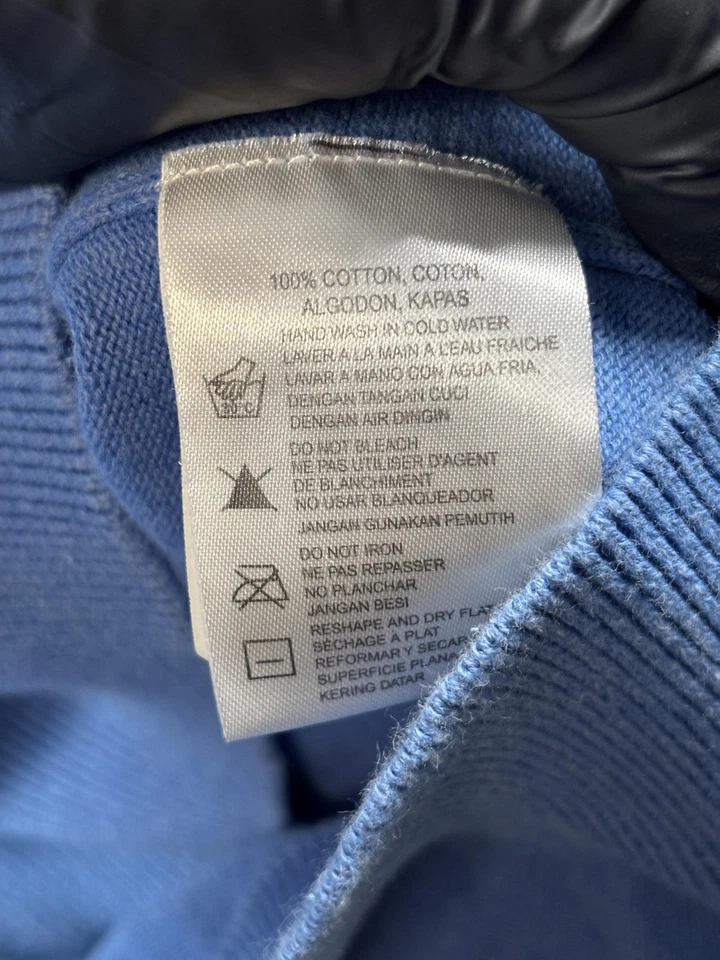 100% COTTON, COTON,
ALGODON, KAPAS
HAND WASH IN COLD WATER
LAVER A LA MAIN A L'EAU FRAICHE
LAVAR A MANO CON AGUA FRIA,
DENGAN TANGAN CUCI
DENGAN AIR DINGIN
30 C
DO NOT BLEACH
NE PAS UTILISER D'AGENT
DE BLANCHIMENT
NO USAR BLANQUEADOR
JANGAN GUNAKAN PEMUTIH
DO NOT IRON
NE PAS REPASSER
NO PLANCHAR
JANGAN BESI
RESHAPE AND DRY FLAT
SÈCHAGE À PLAT
REFORMAR Y SECAR
SUPERFICIE PLANA
KERING DATAR